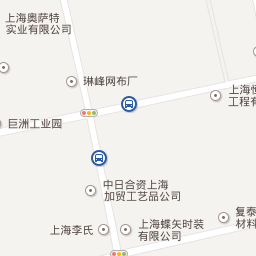 上海奥萨特
实业有限公司
琳峰网布厂
上海恒
工程有
巨洲工业园
中日合资上海
加贸工艺品公司
上海李氏
上海蝶矢时装
有限公司
复泰
材料